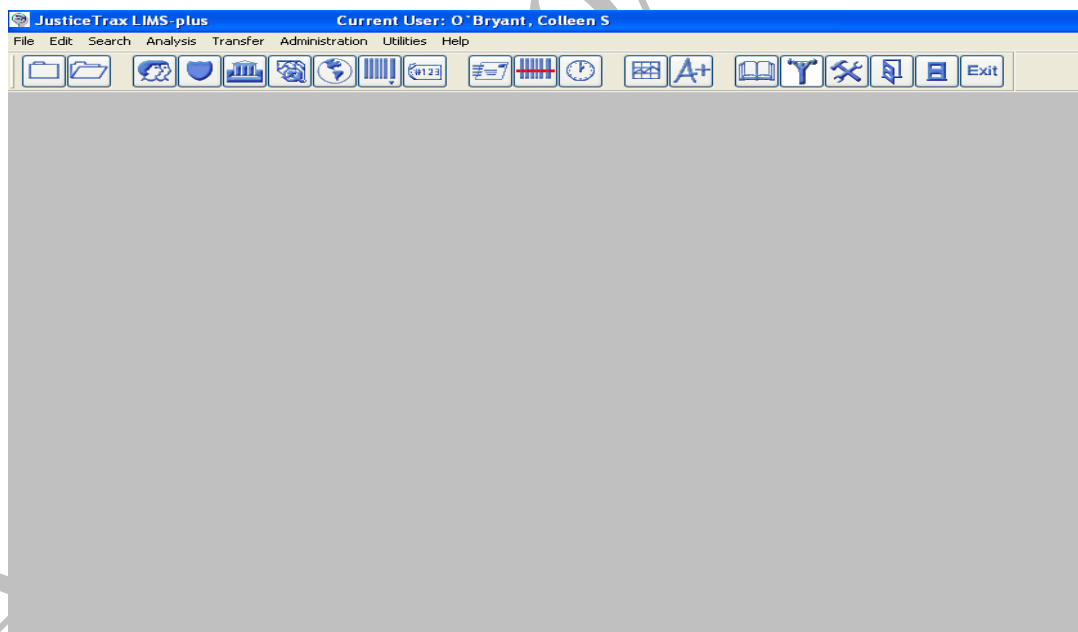 JusticeTrax LIMS-plus Current User: O`Bryant, Colleen S
File Edit Search Analysis Transfer Administration Utilities Help
#123 A+ Exit